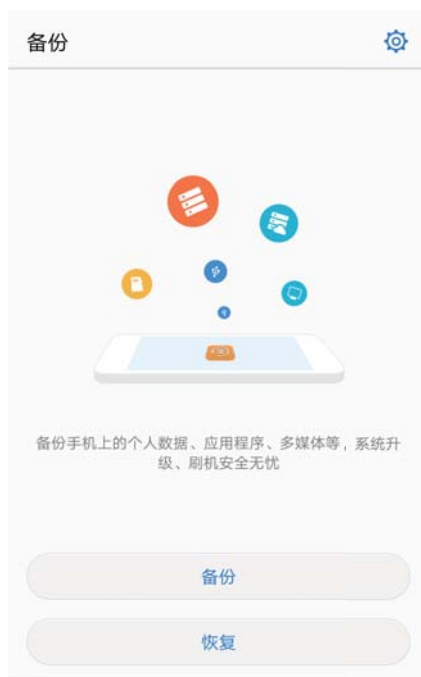 备份
备份手机上的个人数据、应用程序、多媒体等，系统升
级、刷机安全无忧
备份
恢复